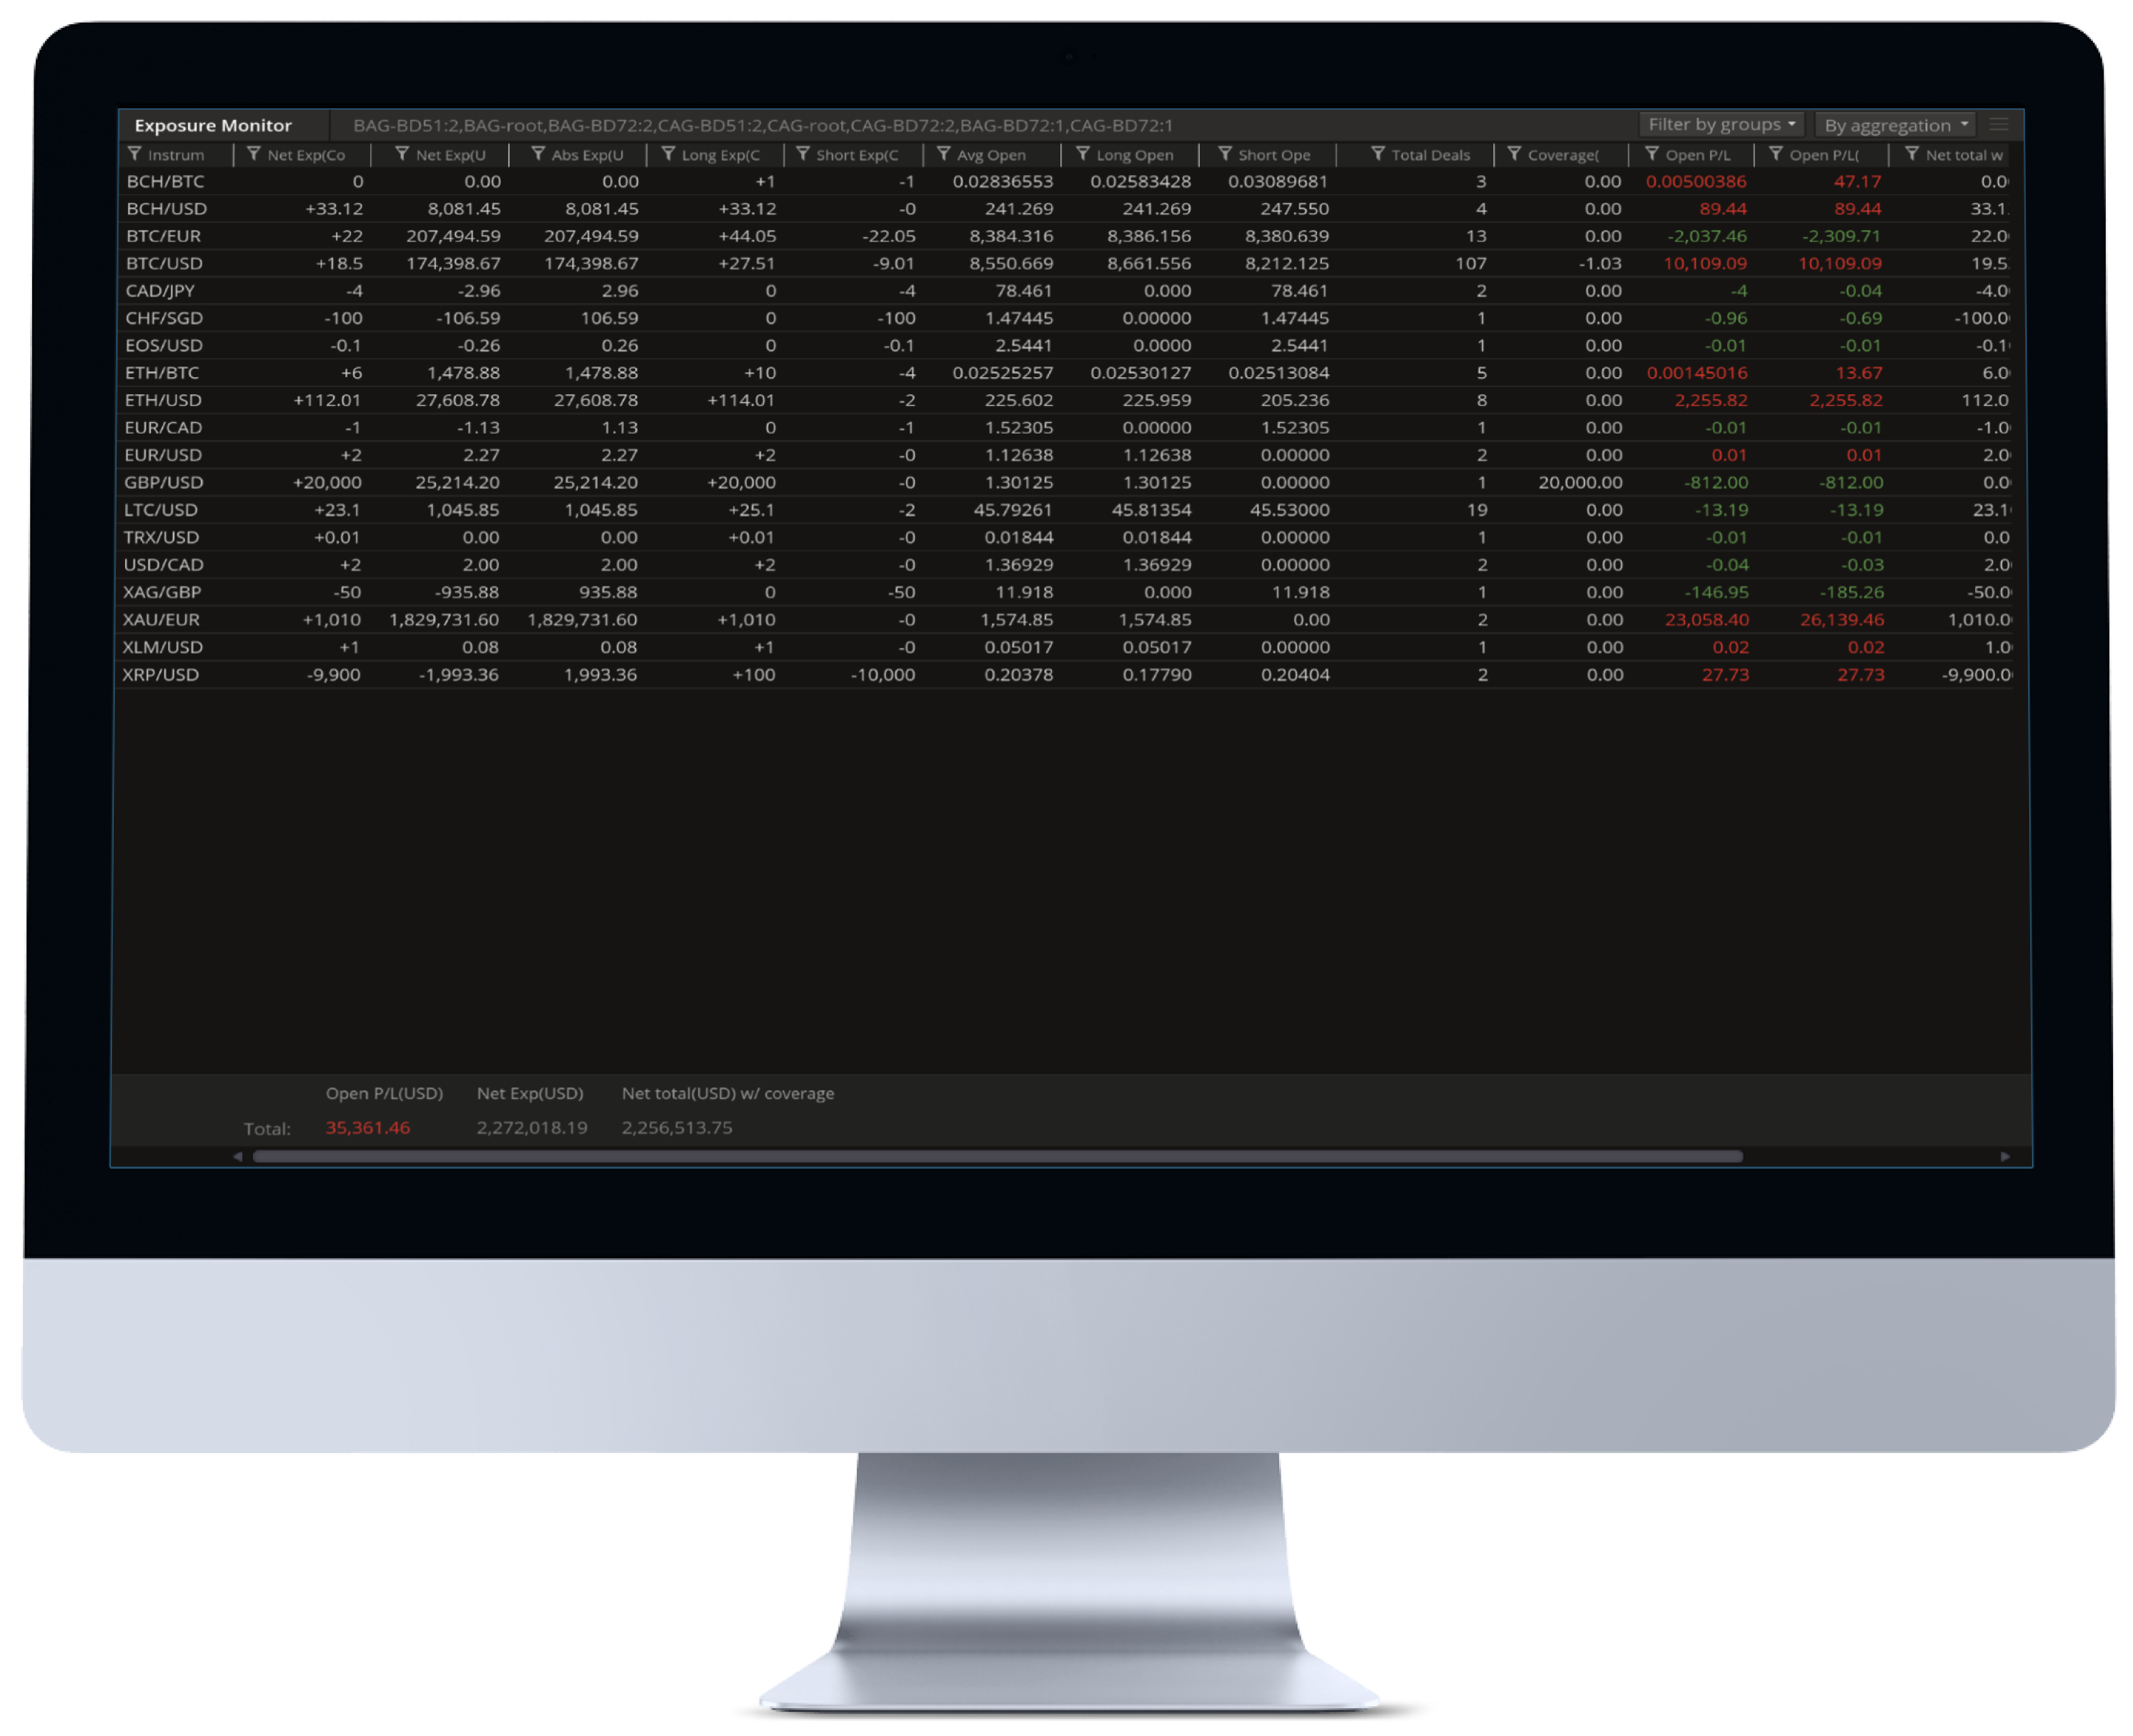 Exposure Monitor BAG-BD51:2,BAG-root,BAG-BD72:2,CAG-BD51:2,CAG-root,CAG-BD72:2,BAG-BD72:1,CAG-BD72:1 Filter by groups By aggregation
Instrum Net Exp(Co Net Exp(U Abs Exp(U Long Exp(C Short Exp(C Avg Open Long Open Short Ope Total Deals Coverage( Open P/L Open P/L( Net total w
BCH/BTC 0 0.00 0.00 +1 -1 0.02836553 0.02583428 0.03089681 3 0.00 0.00500386 47.17 0.0
BCH/USD +33.12 8,081.45 8,081.45 +33.12 -0 241.269 241.269 247.550 4 0.00 89.44 89.44 33.1
BTC/EUR +22 207,494.59 207,494.59 +44.05 -22.05 8,384.316 8,386.156 8,380.639 13 0.00 -2,037.46 -2,309.71 22.0
BTC/USD +18.5 174,398.67 174,398.67 +27.51 -9.01 8,550.669 8,661.556 8,212.125 107 -1.03 10,109.09 10,109.09 19.5
CAD/JPY -4 -2.96 2.96 0 -4 78.461 0.000 78.461 2 0.00 -4 -0.04 -4.0
CHF/SGD -100 -106.59 106.59 0 -100 1.47445 0.00000 1.47445 1 0.00 -0.96 -0.69 -100.0
EOS/USD -0.1 -0.26 0.26 0 -0.1 2.5441 0.0000 2.5441 1 0.00 -0.01 -0.01 -0.1
ETH/BTC +6 1,478.88 1,478.88 +10 -4 0.02525257 0.02530127 0.02513084 5 0.00 0.00145016 13.67 6.0
ETH/USD +112.01 27,608.78 27,608.78 +114.01 -2 225.602 225.959 205.236 8 0.00 2,255.82 2,255.82 112.0
EUR/CAD -1 -1.13 1.13 0 -1 1.52305 0.00000 1.52305 1 0.00 -0.01 -0.01 -1.0
EUR/USD +2 2.27 2.27 +2 -0 1.12638 1.12638 0.00000 2 0.00 0.01 0.01 2.0
GBP/USD +20,000 25,214.20 25,214.20 +20,000 -0 1.30125 1.30125 0.00000 1 20,000.00 -812.00 -812.00 0.0
LTC/USD +23.1 1,045.85 1,045.85 +25.1 -2 45.79261 45.81354 45.53000 19 0.00 -13.19 -13.19 23.1
TRX/USD +0.01 0.00 0.00 +0.01 -0 0.01844 0.01844 0.00000 1 0.00 -0.01 -0.01 0.0
USD/CAD +2 2.00 2.00 +2 -0 1.36929 1.36929 0.00000 2 0.00 -0.04 -0.03 2.0
XAG/GBP -50 -935.88 935.88 0 -50 11.918 0.000 11.918 1 0.00 -146.95 -185.26 -50.0
XAU/EUR +1,010 1,829,731.60 1,829,731.60 +1,010 -0 1,574.85 1,574.85 0.00 2 0.00 23,058.40 26,139.46 1,010.0
XLM/USD +1 0.08 0.08 +1 -0 0.05017 0.05017 0.00000 1 0.00 0.02 0.02 1.0
XRP/USD -9,900 -1,993.36 1,993.36 +100 -10,000 0.20378 0.17790 0.20404 2 0.00 27.73 27.73 -9,900.0
Open P/L(USD) Net Exp(USD) Net total(USD) w/ coverage
Total: 35,361.46 2,272,018.19 2,256,513.75